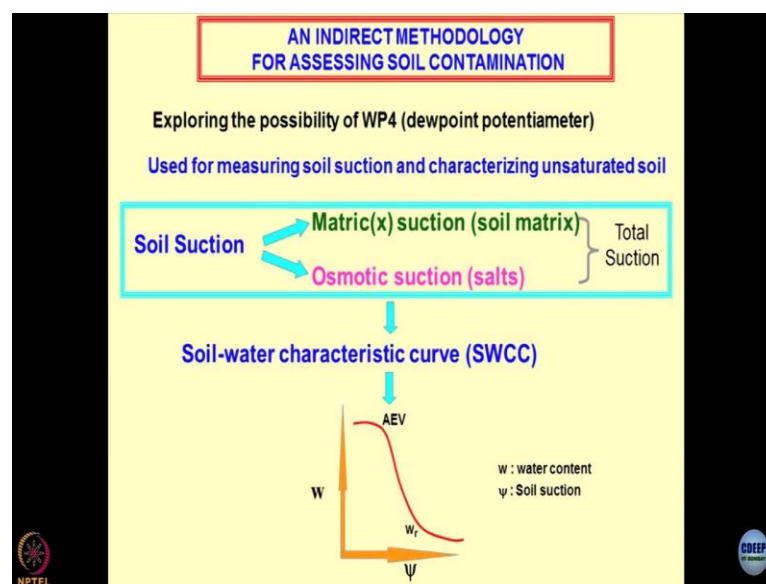 AN INDIRECT METHODOLOGY
FOR ASSESSING SOIL CONTAMINATION
Exploring the possibility of WP4 (dewpoint potentiameter)
Used for measuring soil suction and characterizing unsaturated soil
Soil Suction
Matric(x) suction (soil matrix)
Osmotic suction (salts)
Total
Suction
Soil-water characteristic curve (SWCC)
AEV
w
wr
ψ
w : water content
ψ : Soil suction
NPTEL
CDEEP
IIT BOMBAY